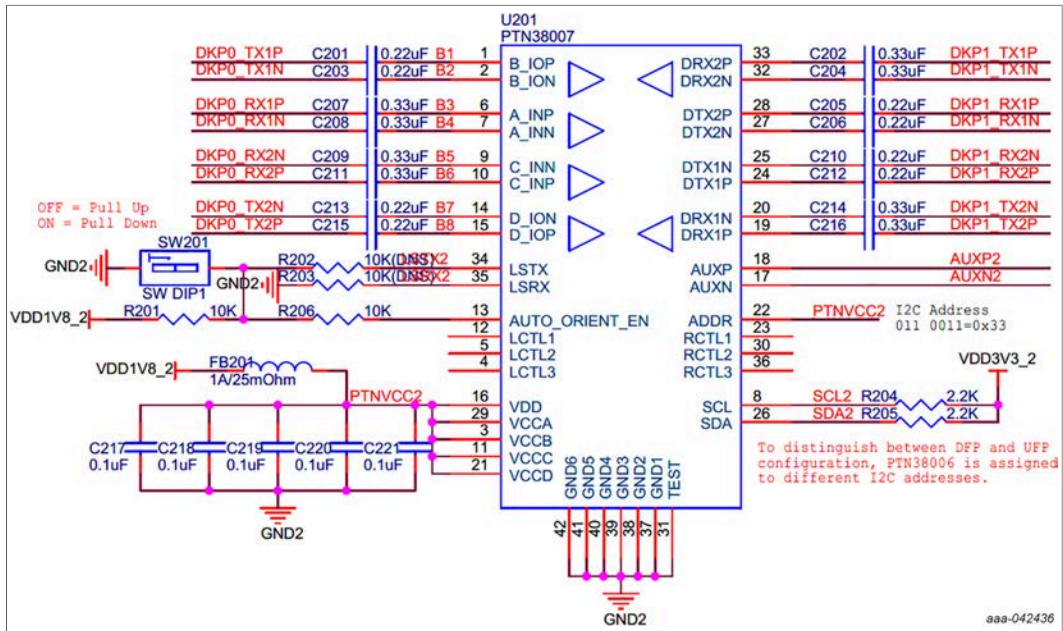 U201
PTN38007
DKP0_TX1P C201 0.22uF B1 1 B_IOP DRX2P 33 C202 0.33uF DKP1_TX1P
DKP0_TX1N C203 0.22uF B2 2 B_ION DRX2N 32 C204 0.33uF DKP1_TX1N
DKP0_RX1P C207 0.33uF B3 6 A_INP DTX2P 28 C205 0.22uF DKP1_RX1P
DKP0_RX1N C208 0.33uF B4 7 A_INN DTX2N 27 C206 0.22uF DKP1_RX1N
DKP0_RX2N C209 0.33uF B5 9 C_INN DTX1N 25 C210 0.22uF DKP1_RX2N
DKP0_RX2P C211 0.33uF B6 10 C_INP DTX1P 24 C212 0.22uF DKP1_RX2P
DKP0_TX2N C213 0.22uF B7 14 D_ION DRX1N 20 C214 0.33uF DKP1_TX2N
DKP0_TX2P C215 0.22uF B8 15 D_IOP DRX1P 19 C216 0.33uF DKP1_TX2P
OFF = Pull Up
ON = Pull Down
SW201
GND2
SW DIP1
R202 10K(DNS) 34 LSTX AUXP 18 AUXP2
GND2 R203 10K(DNS) 35 LSRX AUXN 17 AUXN2
VDD1V8_2 R201 10K R206 10K 13 AUTO_ORIENT_EN ADDR 22 PTNVCC2
I2C Address
011 0011=0x33
12 LCTL1 RCTL1 23
5 LCTL2 RCTL2 30
4 LCTL3 RCTL3 36
VDD1V8_2 FB201
1A/25mOhm
VDD3V3_2
PTNVCC2 16 VDD SCL 8 SCL2 R204 2.2K
29 VCCA SDA 26 SDA2 R205 2.2K
3 VCCB
11 VCCC
21 VCCD
C217 C218 C219 C220 C221
0.1uF 0.1uF 0.1uF 0.1uF 0.1uF
GND2
To distinguish between DFP and UFP
configuration, PTN38006 is assigned
to different I2C addresses.
GND6 GND5 GND4 GND3 GND2 GND1 TEST
42 41 40 39 38 37 31
GND2
aaa-042436